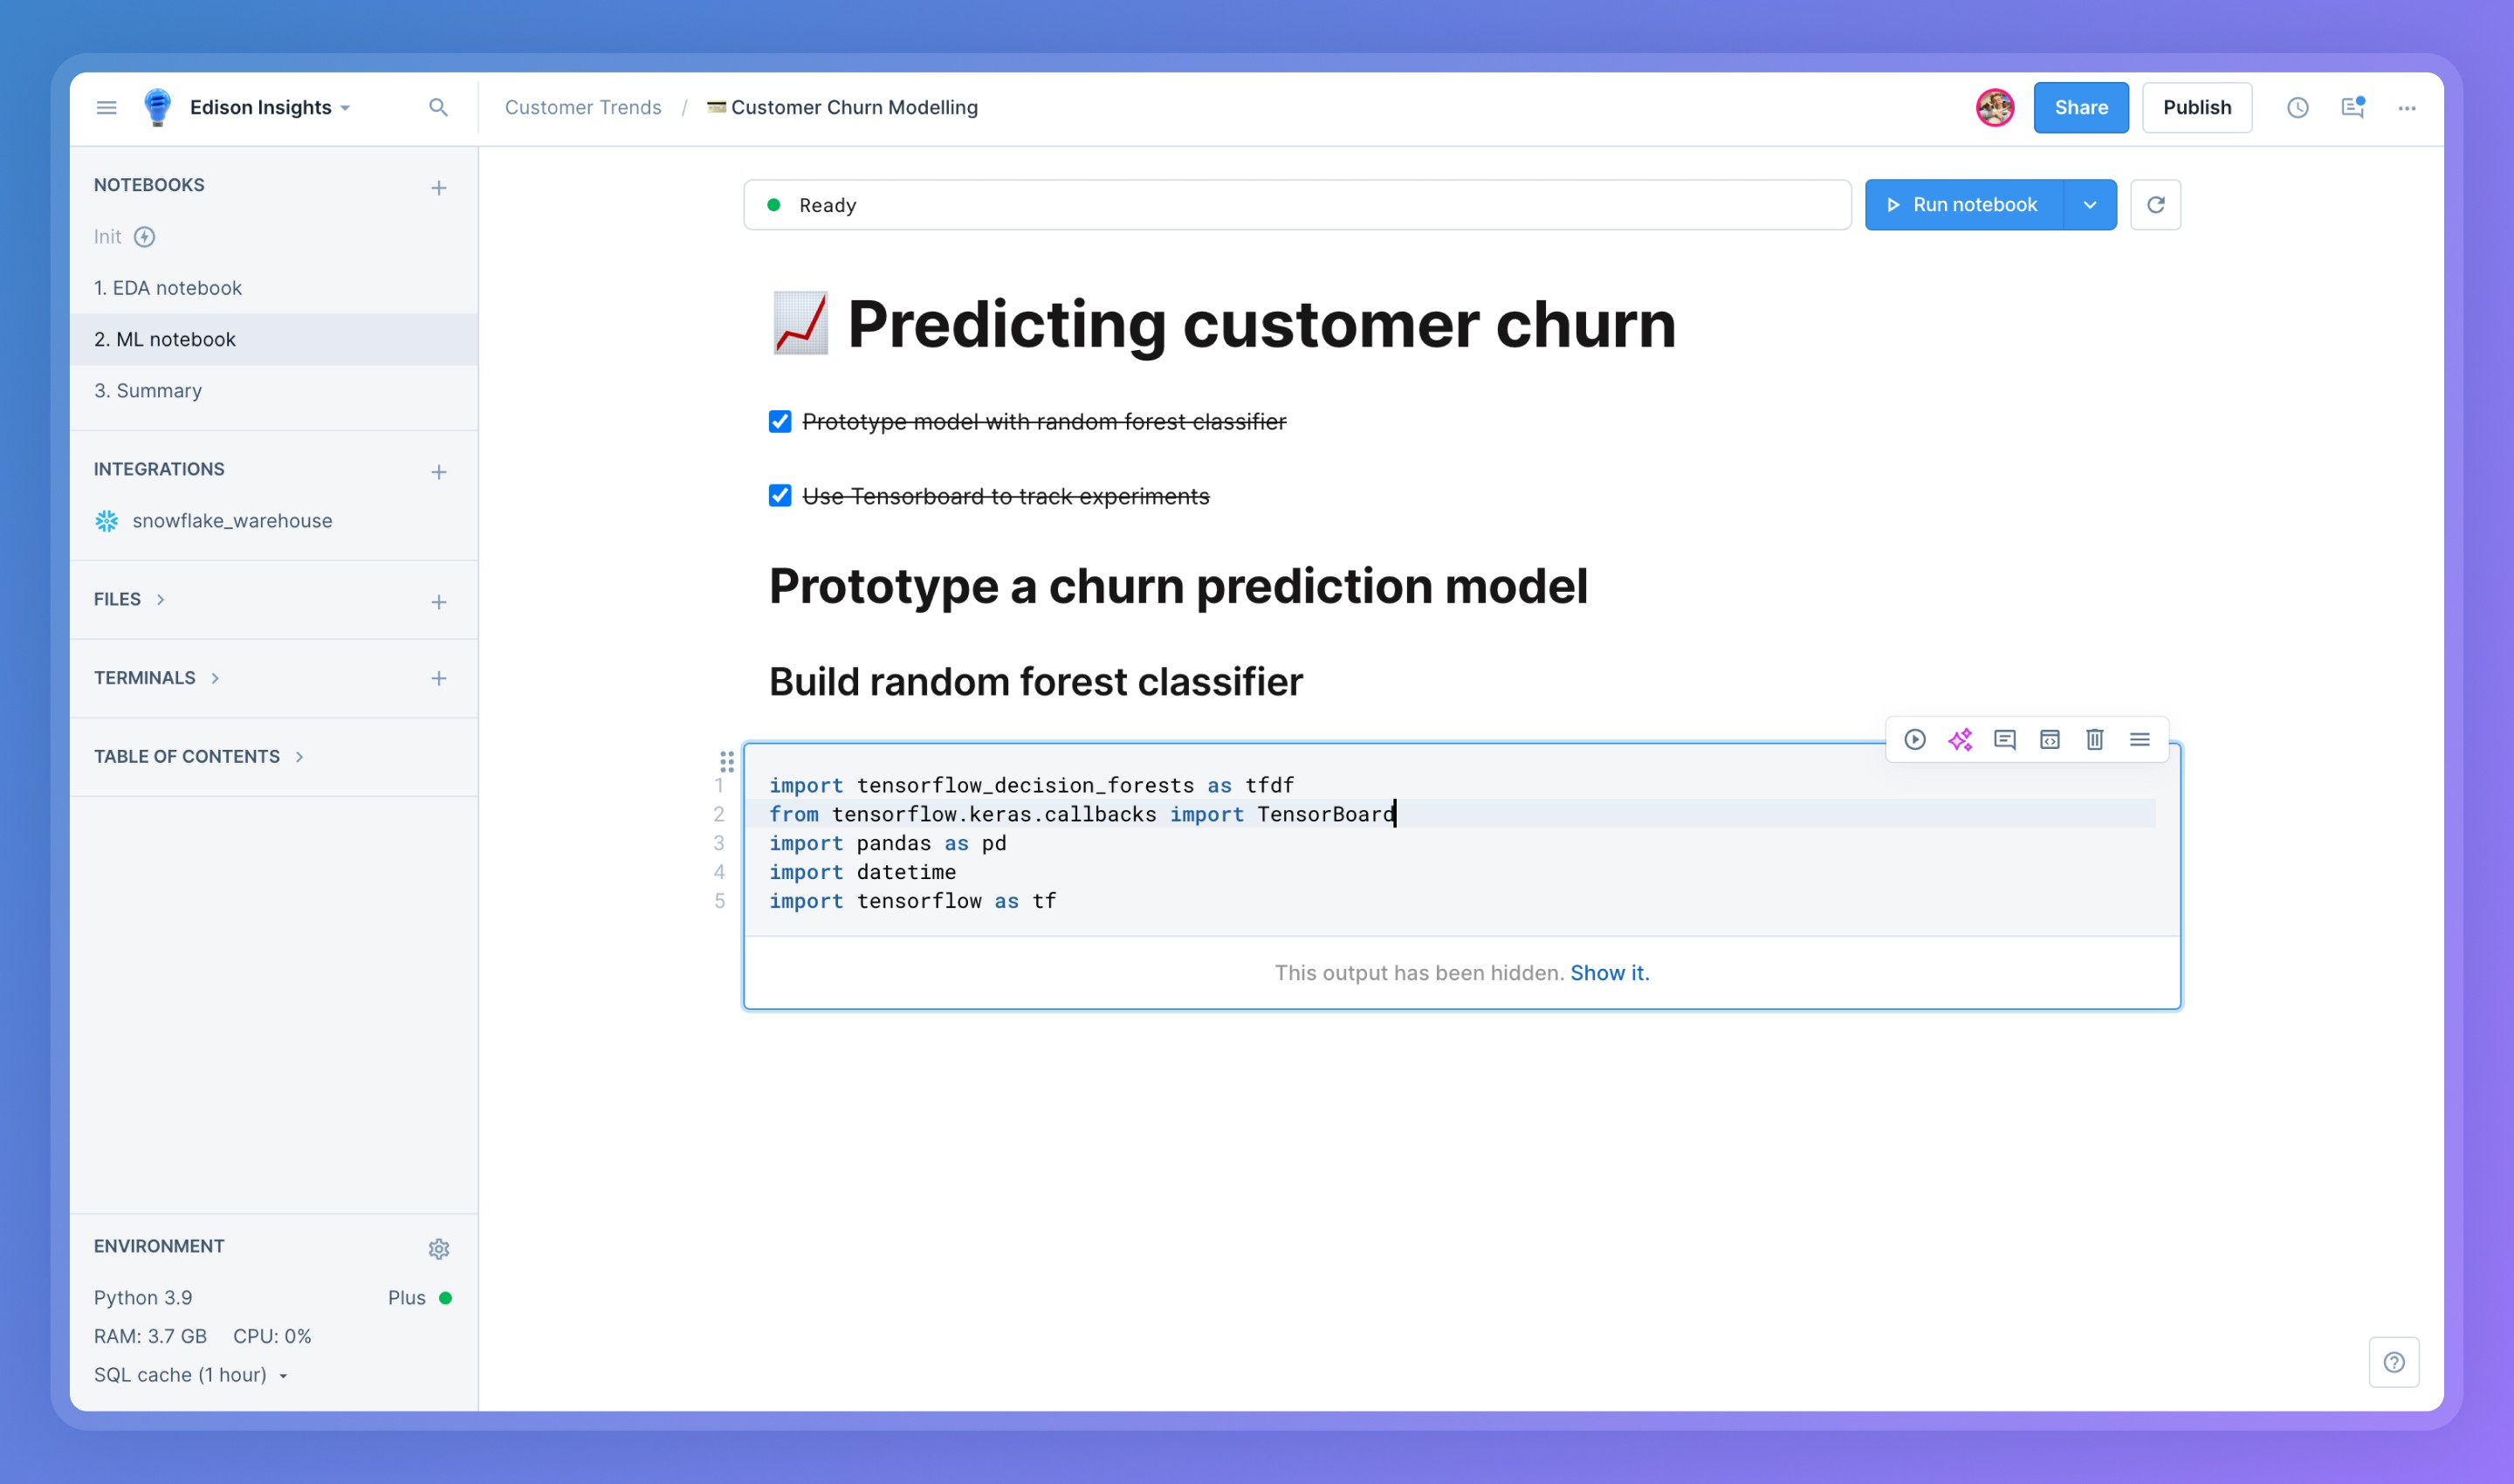 Edison Insights
Customer Trends / Customer Churn Modelling
Share
Publish
NOTEBOOKS
Init
1. EDA notebook
2. ML notebook
3. Summary
INTEGRATIONS
snowflake_warehouse
FILES
TERMINALS
TABLE OF CONTENTS
ENVIRONMENT
Python 3.9
Plus
RAM: 3.7 GB CPU: 0%
SQL cache (1 hour)
Ready
Run notebook
Predicting customer churn
Prototype model with random forest classifier
Use Tensorboard to track experiments
Prototype a churn prediction model
Build random forest classifier
1 import tensorflow_decision_forests as tfdf
2 from tensorflow.keras.callbacks import TensorBoard
3 import pandas as pd
4 import datetime
5 import tensorflow as tf
This output has been hidden. Show it.